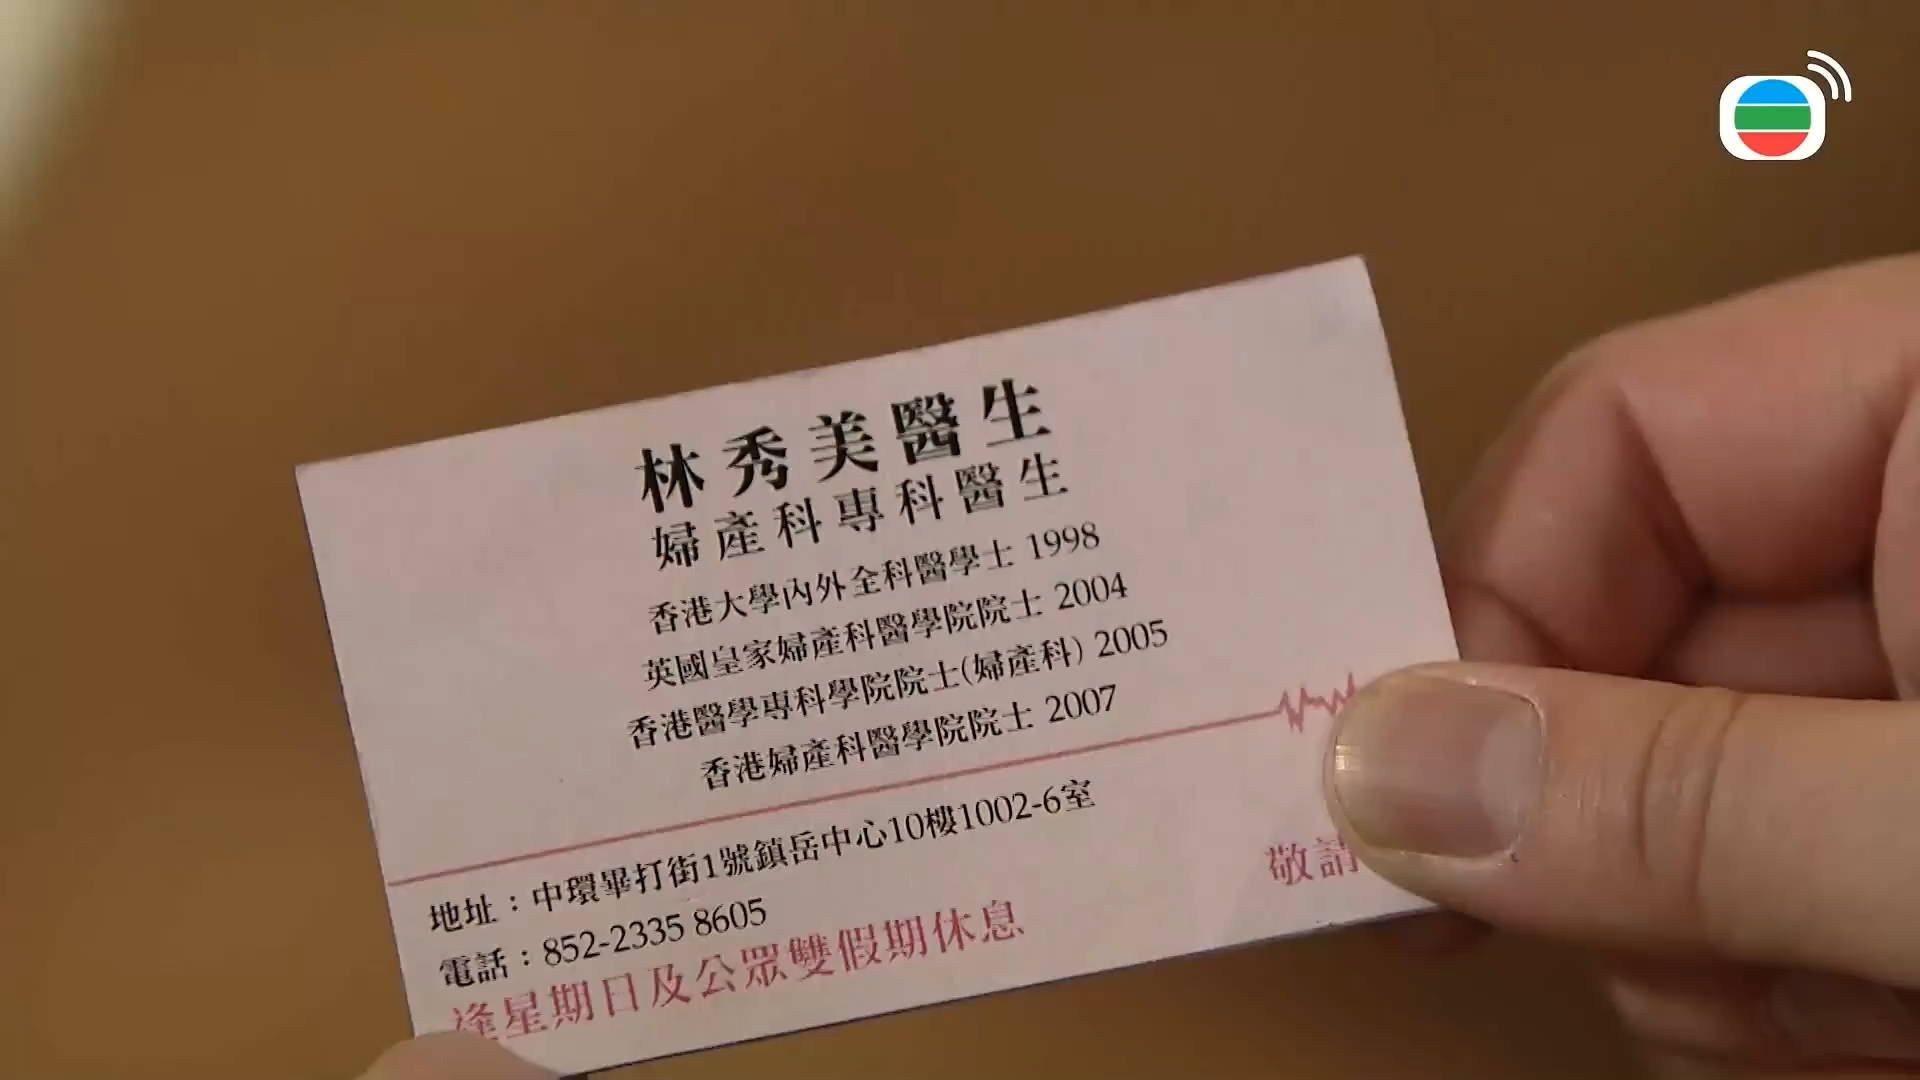 林秀美醫生
婦產科專科醫生
香港大學內外全科醫學士 1998
英國皇家婦產科醫學院院士 2004
香港醫學專科學院院士(婦產科) 2005
香港婦產科醫學院院士 2007
地址：中環畢打街1號鎮岳中心10樓1002-6室
電話：852-2335 8605
敬請
逢星期日及公眾雙假期休息